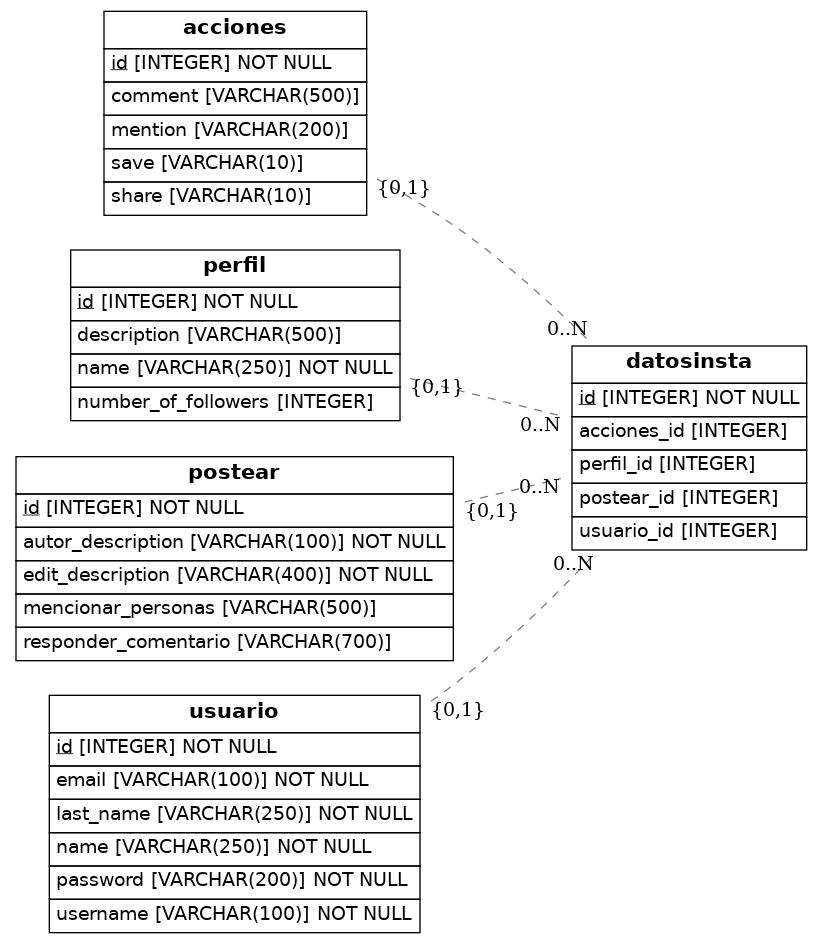 acciones
id [INTEGER] NOT NULL
comment [VARCHAR(500)]
mention [VARCHAR(200)]
save [VARCHAR(10)]
share [VARCHAR(10)]
{0,1}
perfil
id [INTEGER] NOT NULL
description [VARCHAR(500)]
name [VARCHAR(250)] NOT NULL
number_of_followers [INTEGER]
{0,1}
postear
id [INTEGER] NOT NULL
autor_description [VARCHAR(100)] NOT NULL
edit_description [VARCHAR(400)] NOT NULL
mencionar_personas [VARCHAR(500)]
responder_comentario [VARCHAR(700)]
{0,1}
usuario
id [INTEGER] NOT NULL
email [VARCHAR(100)] NOT NULL
last_name [VARCHAR(250)] NOT NULL
name [VARCHAR(250)] NOT NULL
password [VARCHAR(200)] NOT NULL
username [VARCHAR(100)] NOT NULL
{0,1}
0..N
0..N
0..N
0..N
datosinsta
id [INTEGER] NOT NULL
acciones_id [INTEGER]
perfil_id [INTEGER]
postear_id [INTEGER]
usuario_id [INTEGER]